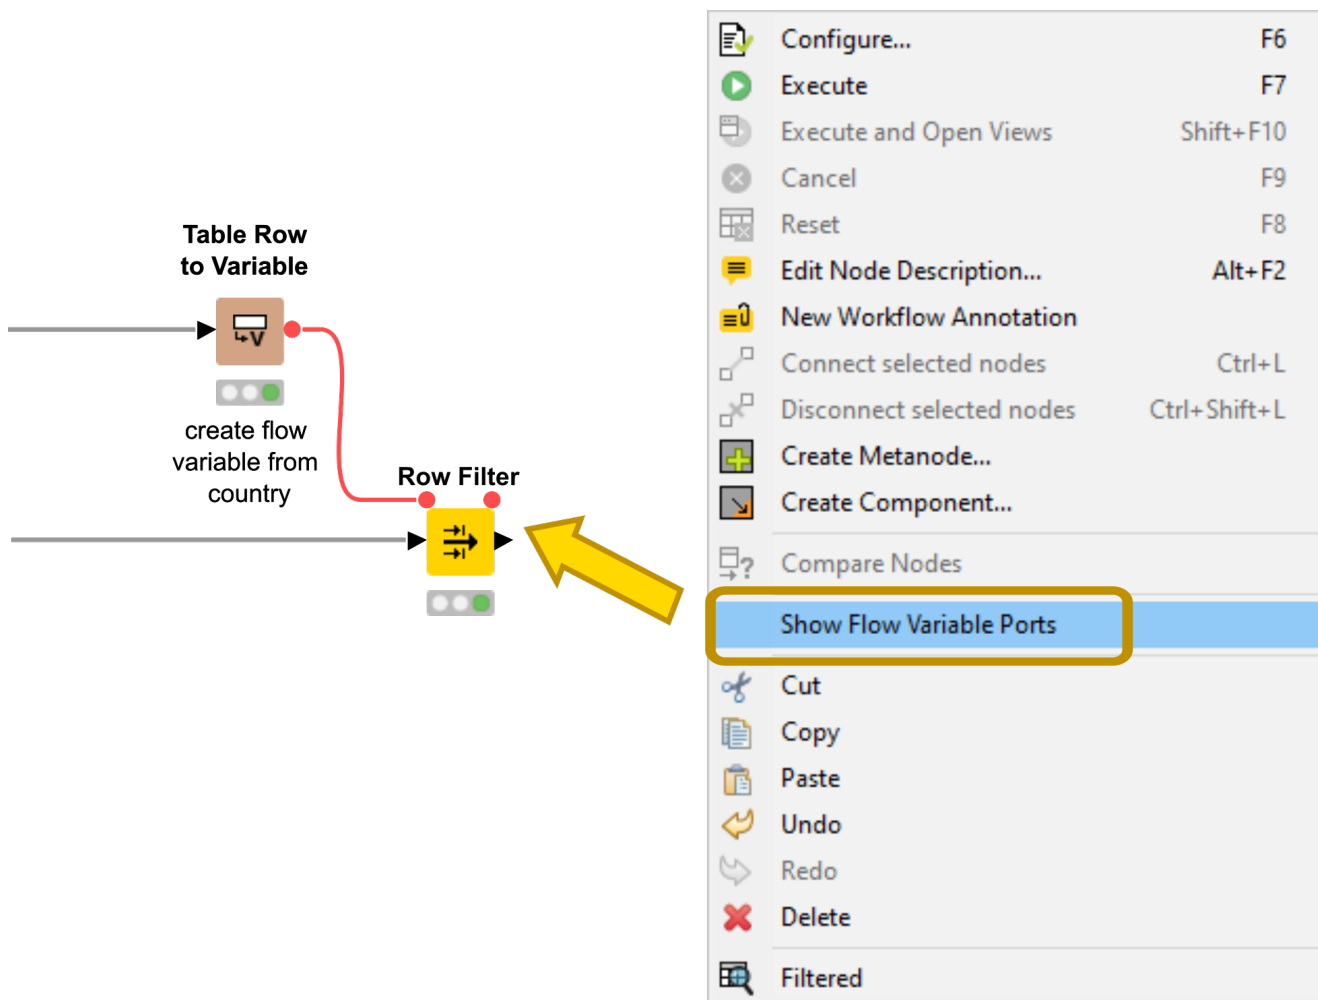 Table Row
to Variable
V
create flow
variable from
country
Row Filter
Configure... F6
Execute F7
Execute and Open Views Shift+F10
Cancel F9
Reset F8
Edit Node Description... Alt+F2
New Workflow Annotation
Connect selected nodes Ctrl+L
Disconnect selected nodes Ctrl+Shift+L
Create Metanode...
Create Component...
? Compare Nodes
Show Flow Variable Ports
Cut
Copy
Paste
Undo
Redo
Delete
Filtered